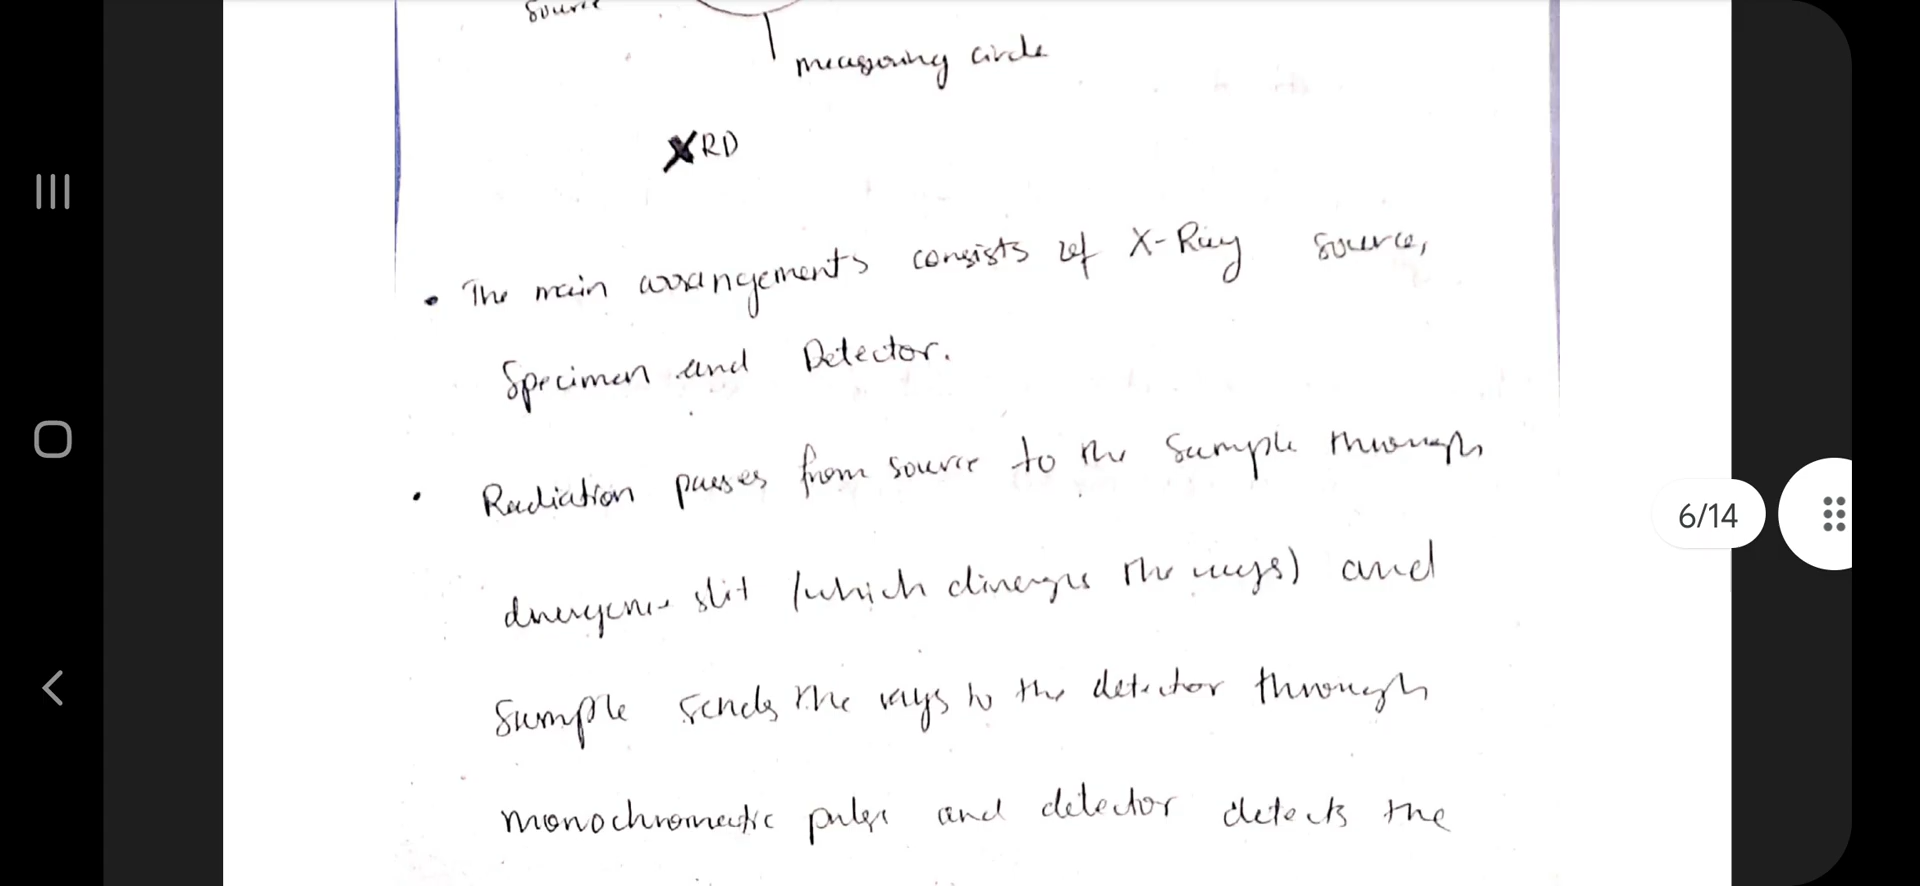 source
measuring circle
XRD
• The main arrangements consists of X-Ray source,
Specimen and Detector.
• Radiation passes from source to the Sample through
divergence slit (which diverges the rays) and
Sample sends the rays to the detector through
monochromatic pulse and detector detects the
6/14